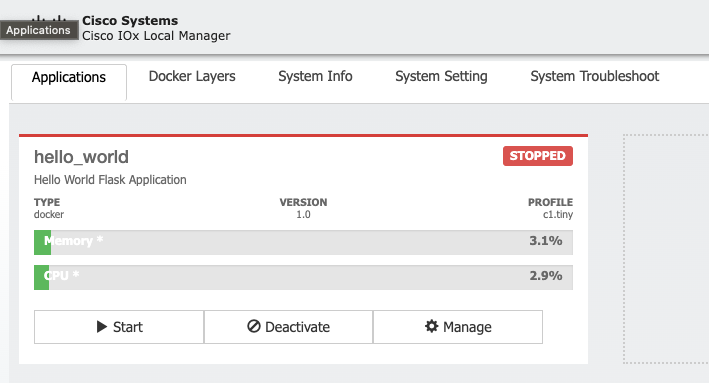 Applications
Cisco Systems
Cisco IOx Local Manager
Applications Docker Layers System Info System Setting System Troubleshoot
hello_world STOPPED
Hello World Flask Application
TYPE VERSION PROFILE
docker 1.0 c1.tiny
Memory * 3.1%
CPU * 2.9%
Start Deactivate Manage